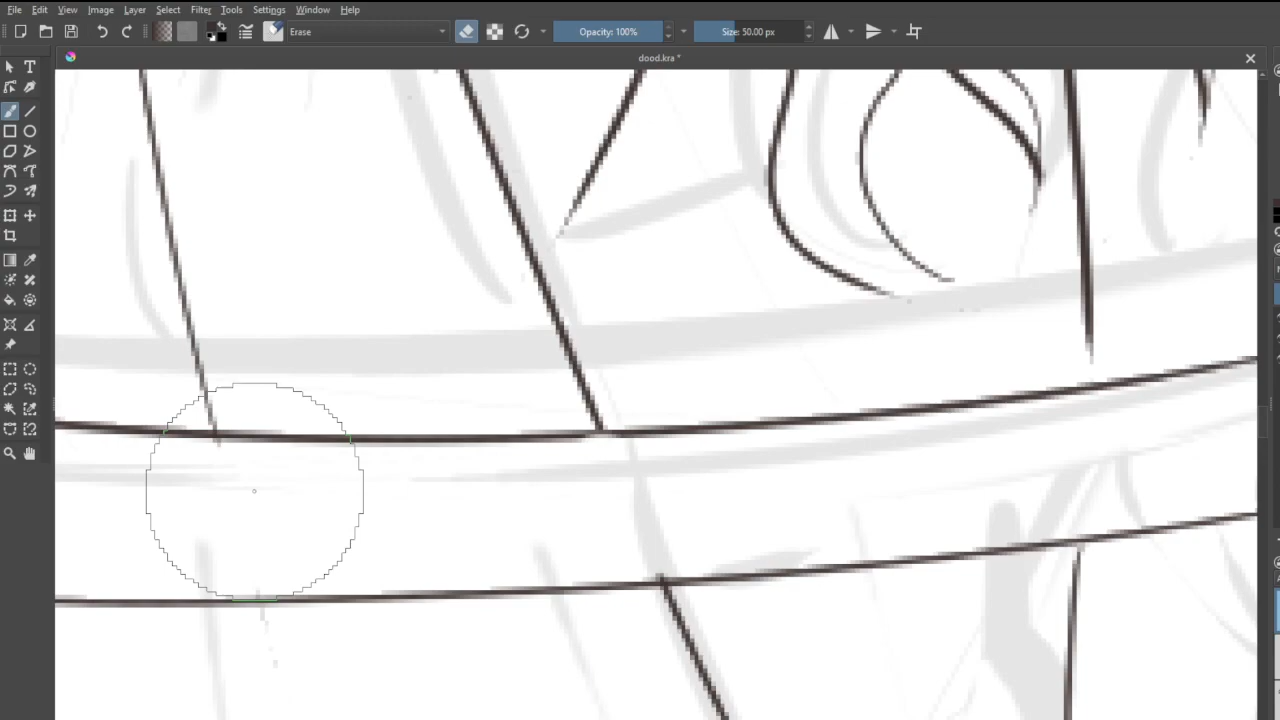 File Edit View Image Layer Select Filter Tools Settings Window Help
Erase Opacity: 100% Size: 50.00 px
dood.kra *